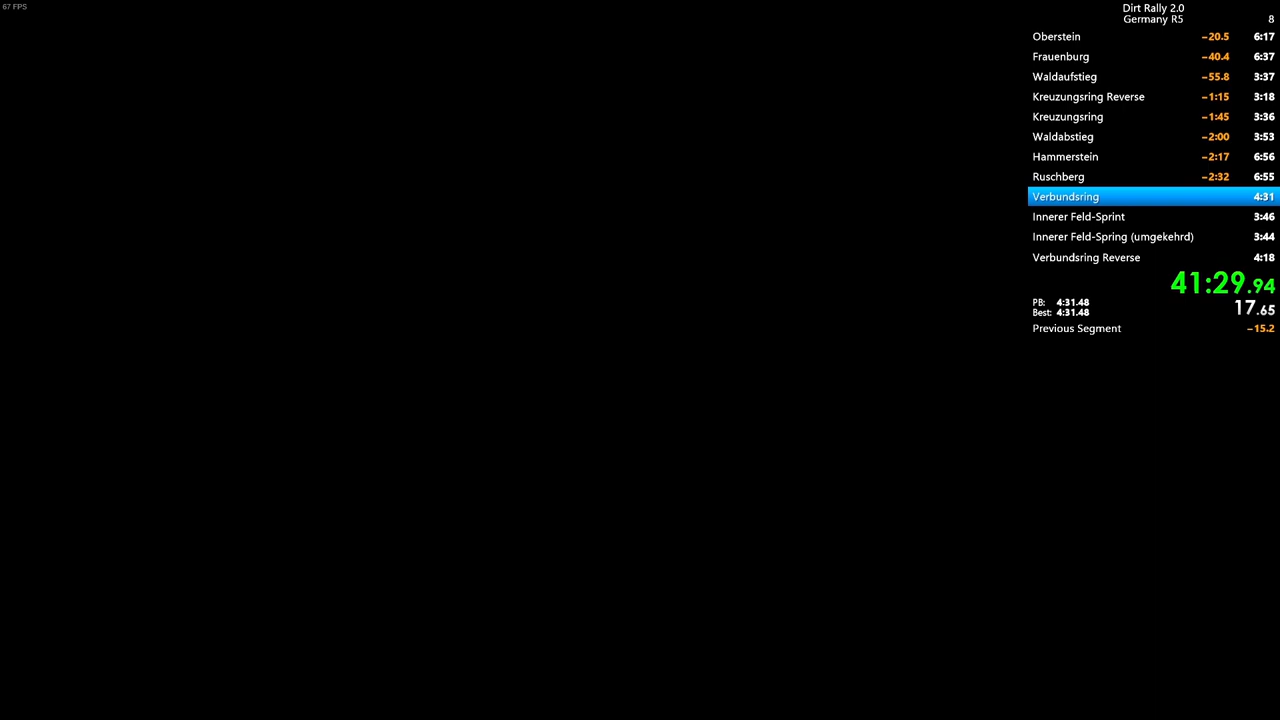 67 FPS
Dirt Rally 2.0
Germany R5 8
Oberstein −20.5 6:17
Frauenburg −40.4 6:37
Waldaufstieg −55.8 3:37
Kreuzungsring Reverse −1:15 3:18
Kreuzungsring −1:45 3:36
Waldabstieg −2:00 3:53
Hammerstein −2:17 6:56
Ruschberg −2:32 6:55
Verbundsring 4:31
Innerer Feld-Sprint 3:46
Innerer Feld-Spring (umgekehrd) 3:44
Verbundsring Reverse 4:18
41:29.94
PB: 4:31.48
Best: 4:31.48
17.65
Previous Segment −15.2